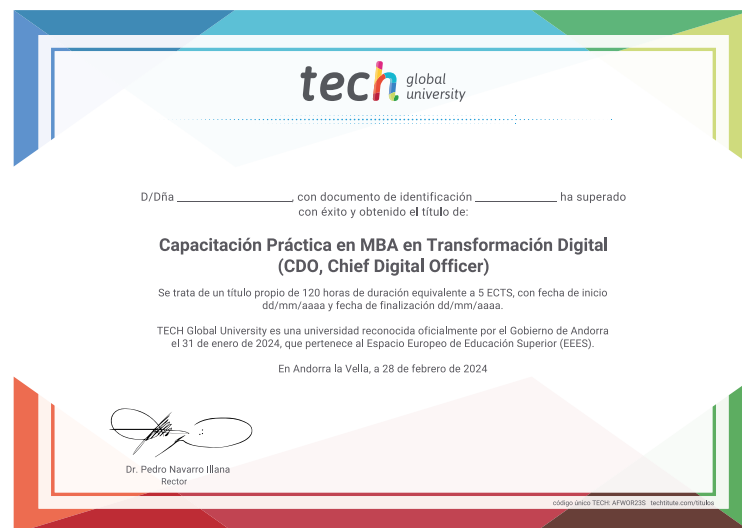 tech global university
D/Dña ________________, con documento de identificación ____________ ha superado
con éxito y obtenido el título de:
Capacitación Práctica en MBA en Transformación Digital
(CDO, Chief Digital Officer)
Se trata de un título propio de 120 horas de duración equivalente a 5 ECTS, con fecha de inicio
dd/mm/aaaa y fecha de finalización dd/mm/aaaa.
TECH Global University es una universidad reconocida oficialmente por el Gobierno de Andorra
el 31 de enero de 2024, que pertenece al Espacio Europeo de Educación Superior (EEES).
En Andorra la Vella, a 28 de febrero de 2024
Dr. Pedro Navarro Illana
Rector
código único TECH: AFWOR23S techtitute.com/titulos